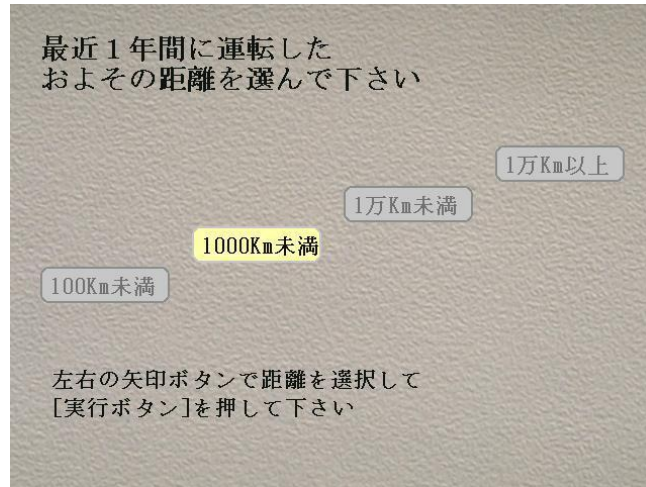 最近１年間に運転した
およその距離を選んで下さい
1万Km以上
1万Km未満
1000Km未満
100Km未満
左右の矢印ボタンで距離を選択して
[実行ボタン]を押して下さい